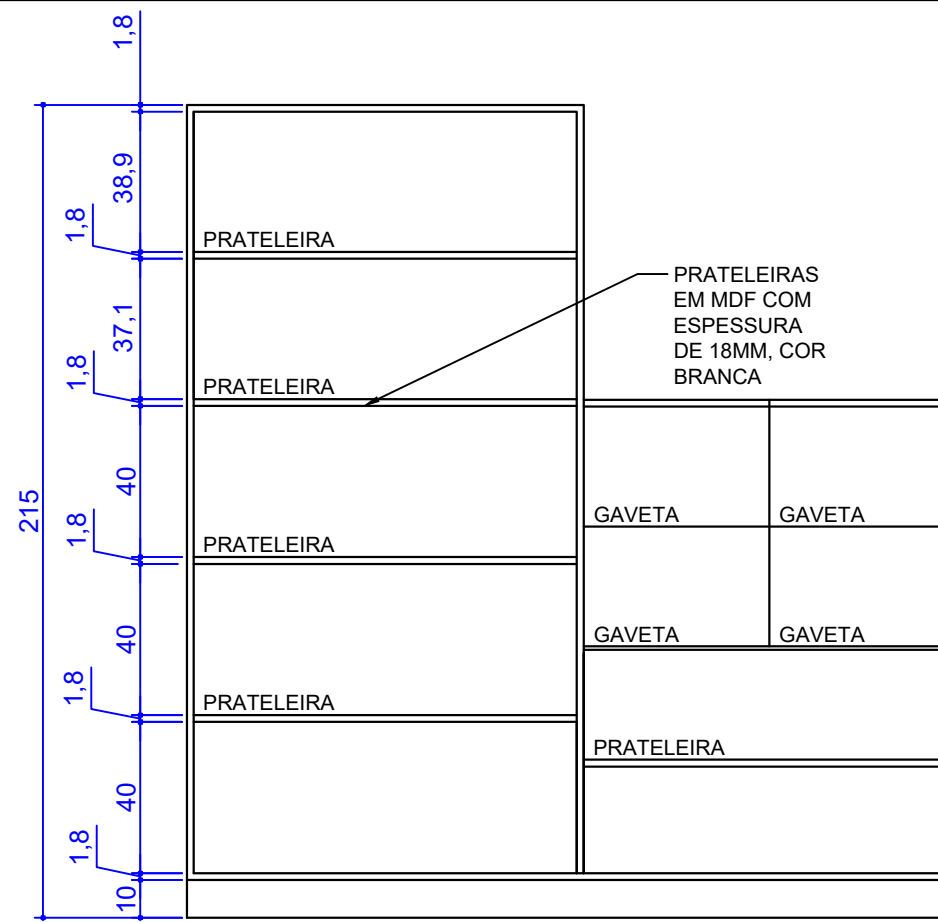 1,8
38,9
1,8
PRATELEIRA
PRATELEIRAS
EM MDF COM
ESPESSURA
DE 18MM, COR
BRANCA
37,1
1,8
PRATELEIRA
40
215
1,8
GAVETA GAVETA
PRATELEIRA
40
GAVETA GAVETA
1,8
PRATELEIRA
PRATELEIRA
40
1,8
10